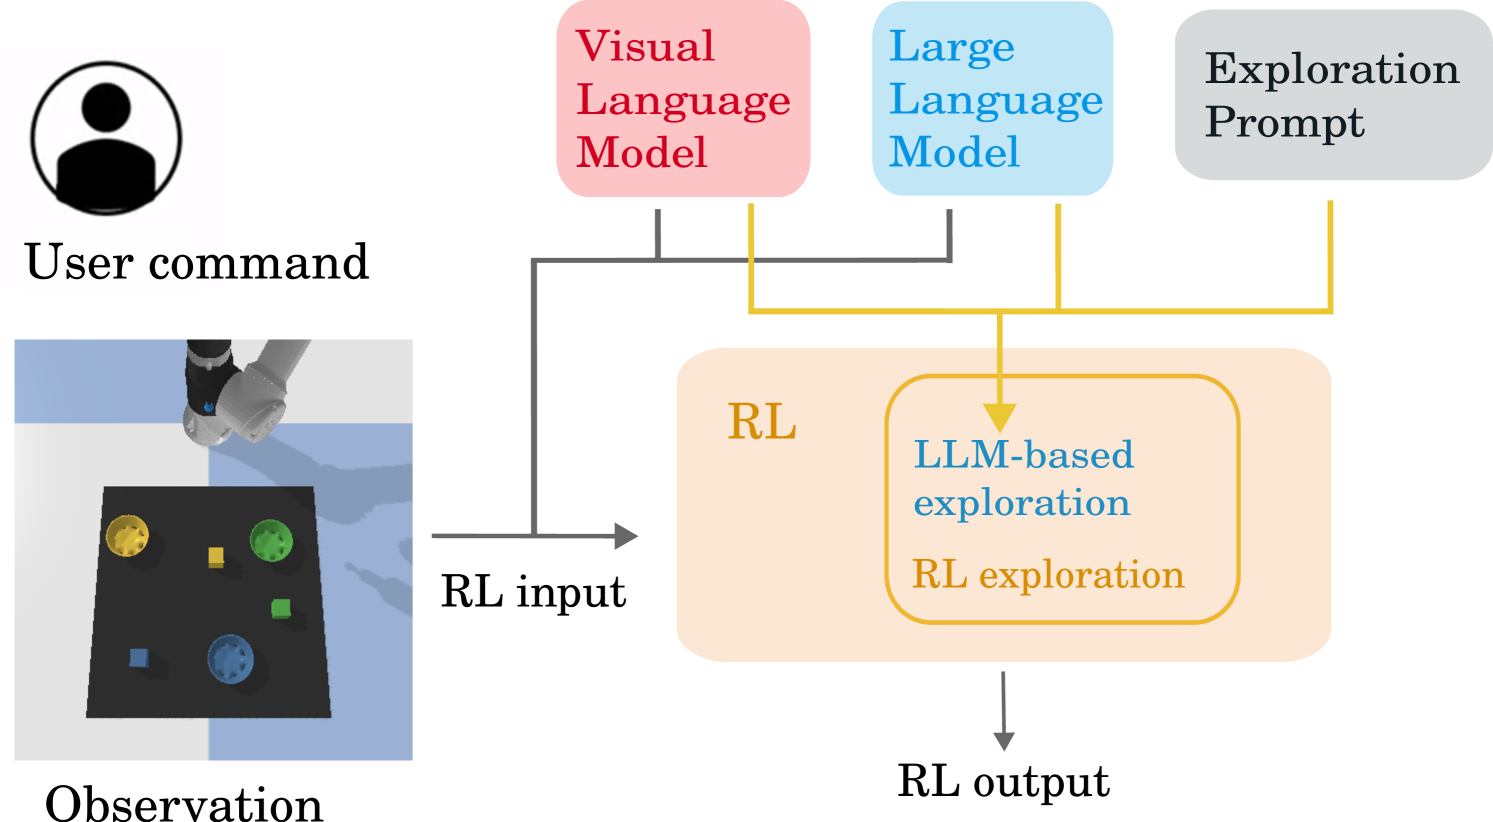 Visual
Language
Model
Large
Language
Model
Exploration
Prompt
User command
RL
LLM-based
exploration
RL exploration
RL input
RL output
Observation